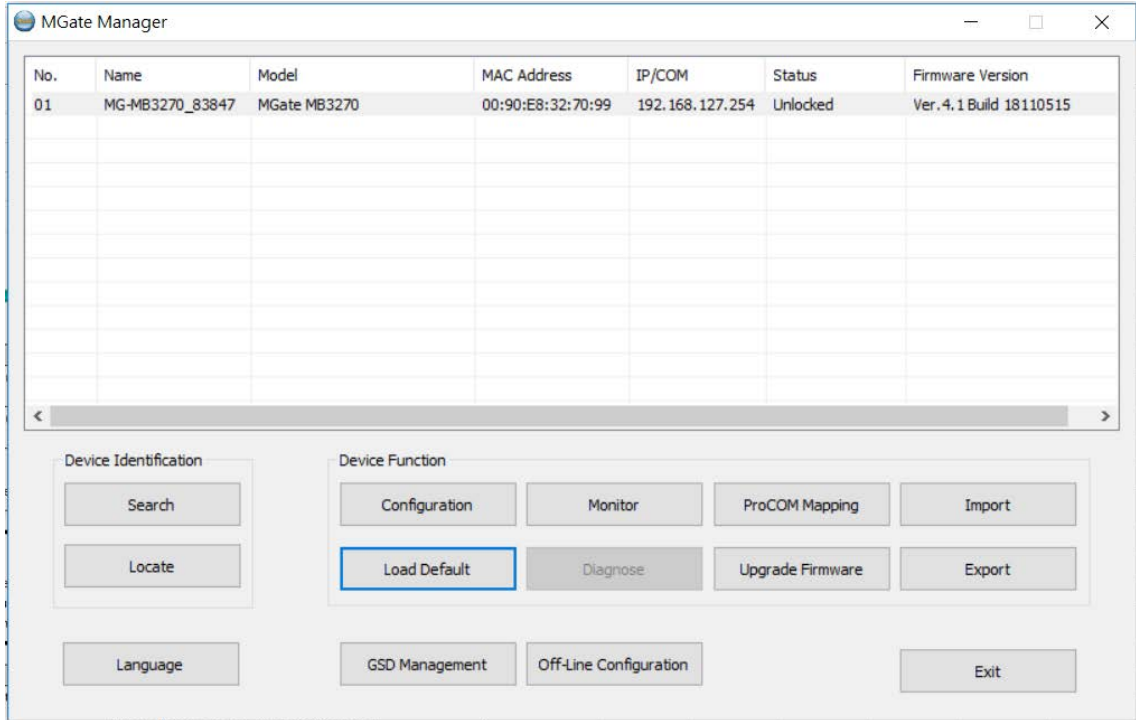 MGate Manager
No. Name Model MAC Address IP/COM Status Firmware Version
01 MG-MB3270_83847 MGate MB3270 00:90:E8:32:70:99 192.168.127.254 Unlocked Ver.4.1 Build 18110515
Device Identification Device Function
Search Configuration Monitor ProCOM Mapping Import
Locate Load Default Diagnose Upgrade Firmware Export
Language GSD Management Off-Line Configuration Exit